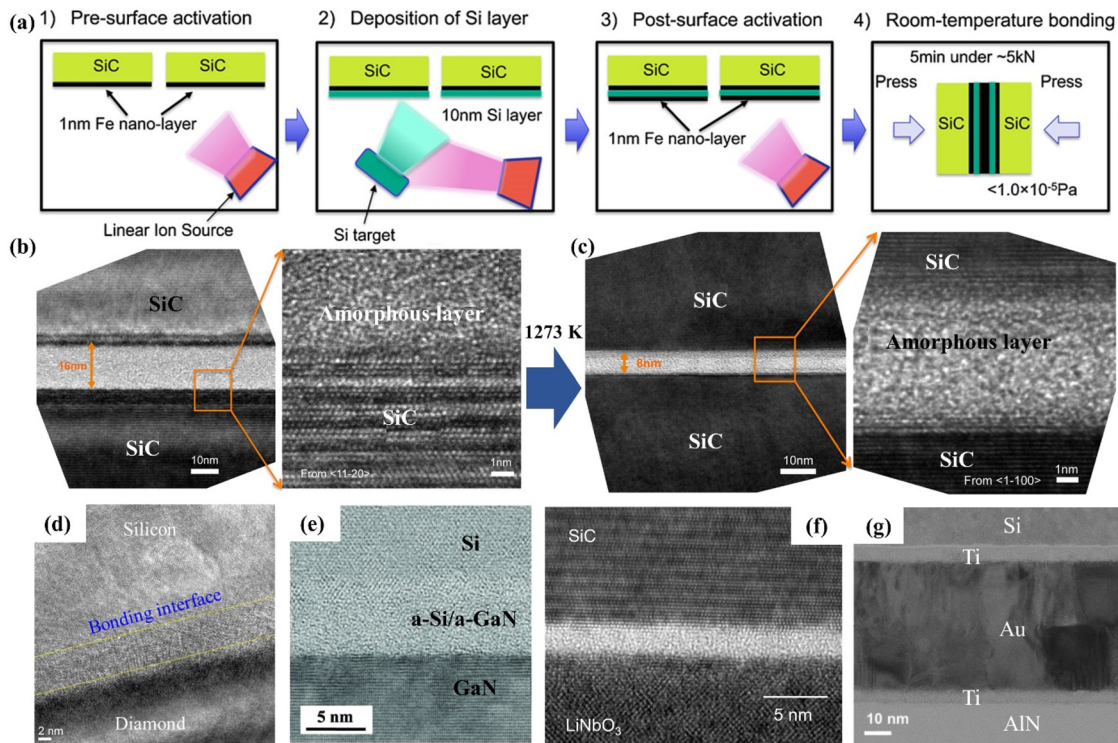 (a)
1) Pre-surface activation
2) Deposition of Si layer
3) Post-surface activation
4) Room-temperature bonding
SiC
SiC
1nm Fe nano-layer
Linear Ion Source
SiC
SiC
10nm Si layer
Si target
SiC
SiC
1nm Fe nano-layer
5min under ~5kN
Press
Press
SiC
SiC
<1.0×10⁻⁵Pa
(b)
SiC
16nm
SiC
10nm
Amorphous layer
SiC
From <11-20>
1nm
1273 K
(c)
SiC
8nm
SiC
10nm
SiC
Amorphous layer
SiC
From <1-100>
1nm
(d)
Silicon
Bonding interface
2 nm
Diamond
(e)
Si
a-Si/a-GaN
GaN
5 nm
(f)
SiC
5 nm
LiNbO₃
(g)
Si
Ti
Au
Ti
10 nm
AlN